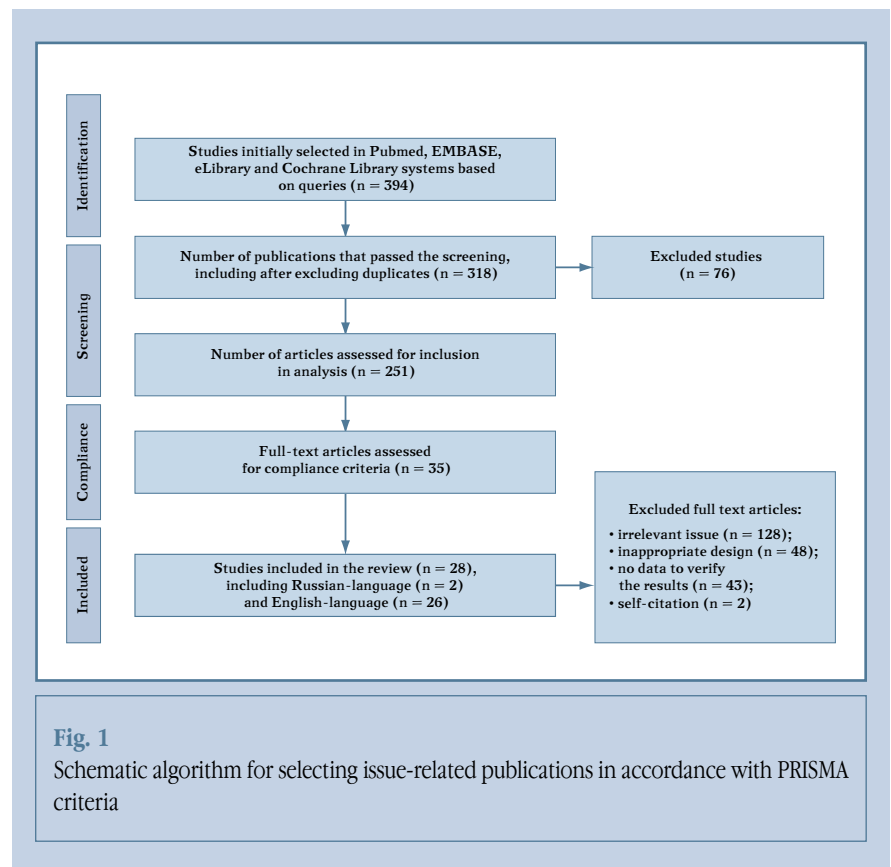 Identification
Studies initially selected in Pubmed, EMBASE,
eLibrary and Cochrane Library systems based
on queries (n = 394)
Screening
Number of publications that passed the screening,
including after excluding duplicates (n = 318)
Excluded studies
(n = 76)
Number of articles assessed for inclusion
in analysis (n = 251)
Compliance
Full-text articles assessed
for compliance criteria (n = 35)
Included
Studies included in the review (n = 28),
including Russian-language (n = 2)
and English-language (n = 26)
Excluded full text articles:
• irrelevant issue (n = 128);
• inappropriate design (n = 48);
• no data to verify
the results (n = 43);
• self-citation (n = 2)
Fig. 1
Schematic algorithm for selecting issue-related publications in accordance with PRISMA
criteria